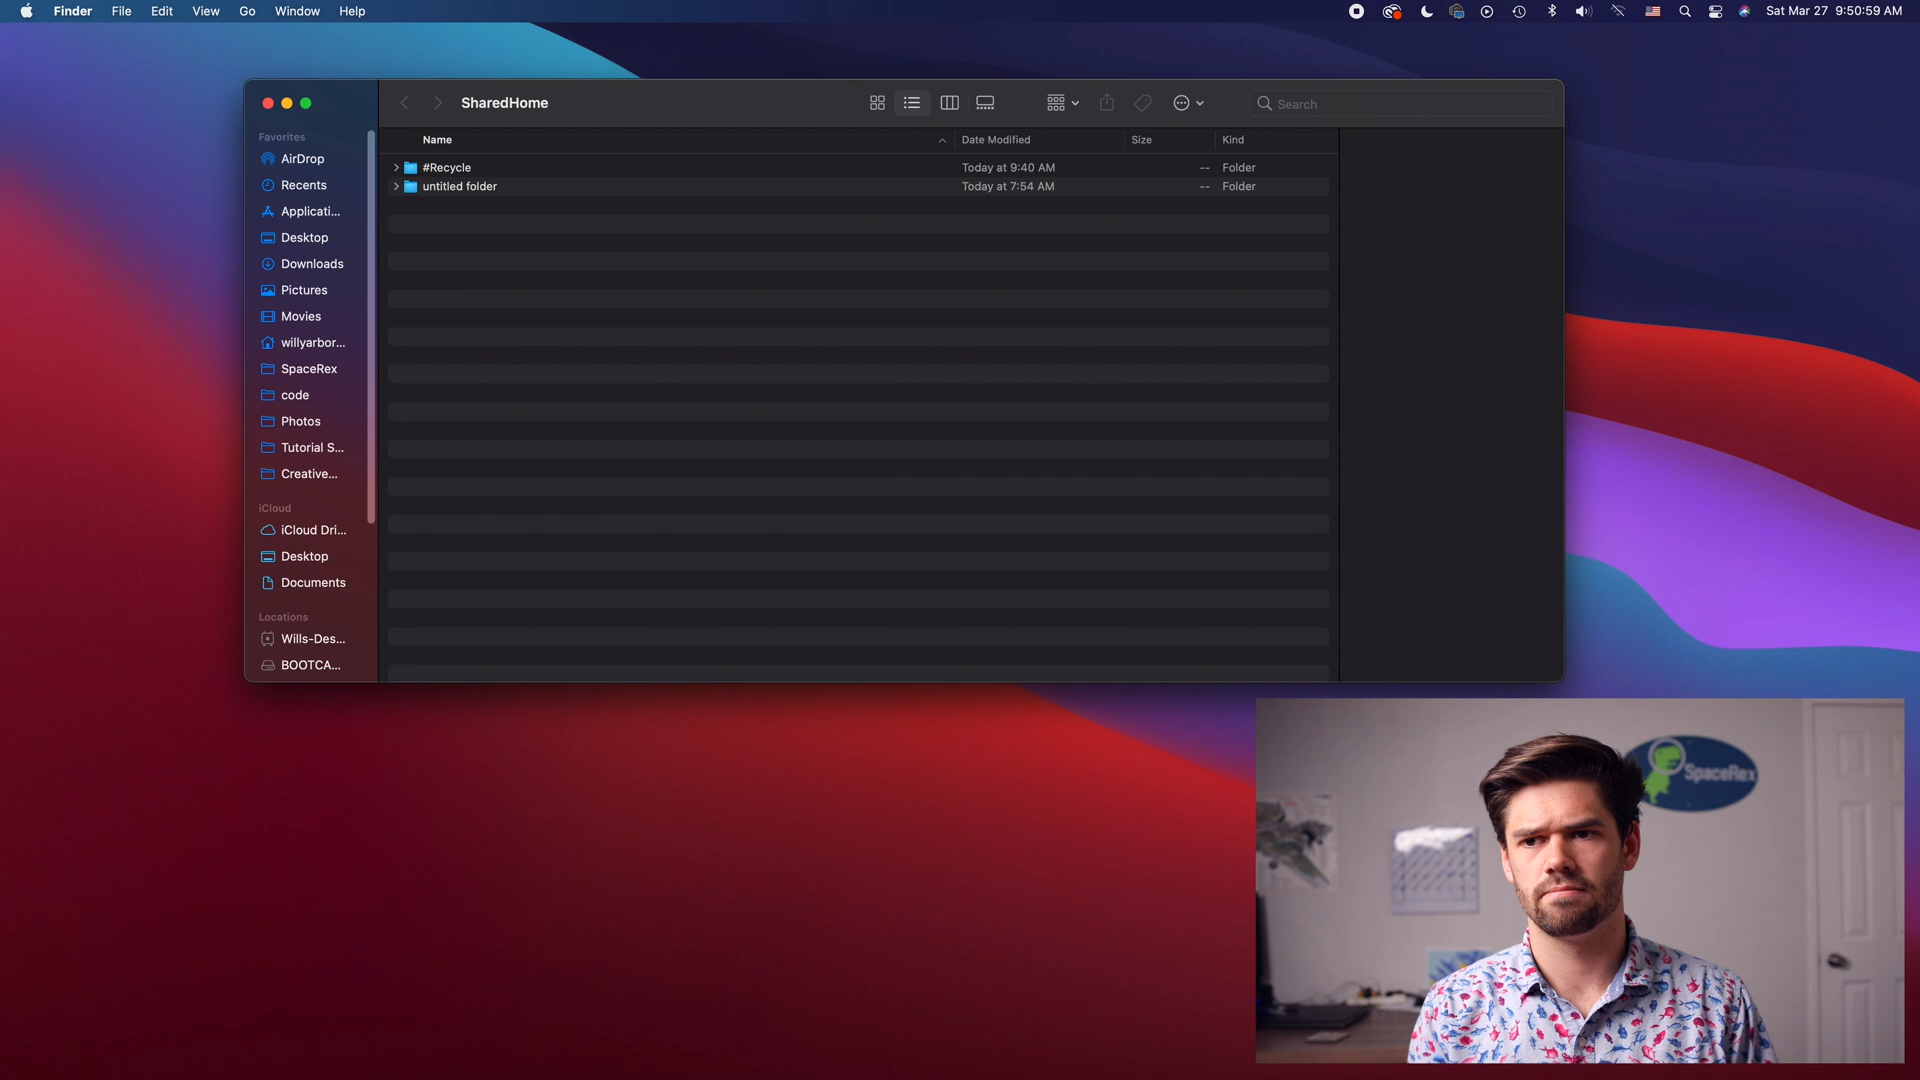 Finder File Edit View Go Window Help Sat Mar 27 9:50:59 AM
SharedHome
Search
Favorites
AirDrop
Recents
Applicati...
Desktop
Downloads
Pictures
Movies
willyarbor...
SpaceRex
code
Photos
Tutorial S...
Creative...
iCloud
iCloud Dri...
Desktop
Documents
Locations
Wills-Des...
BOOTCA...
Name Date Modified Size Kind
#Recycle Today at 9:40 AM -- Folder
untitled folder Today at 7:54 AM -- Folder
SpaceRex